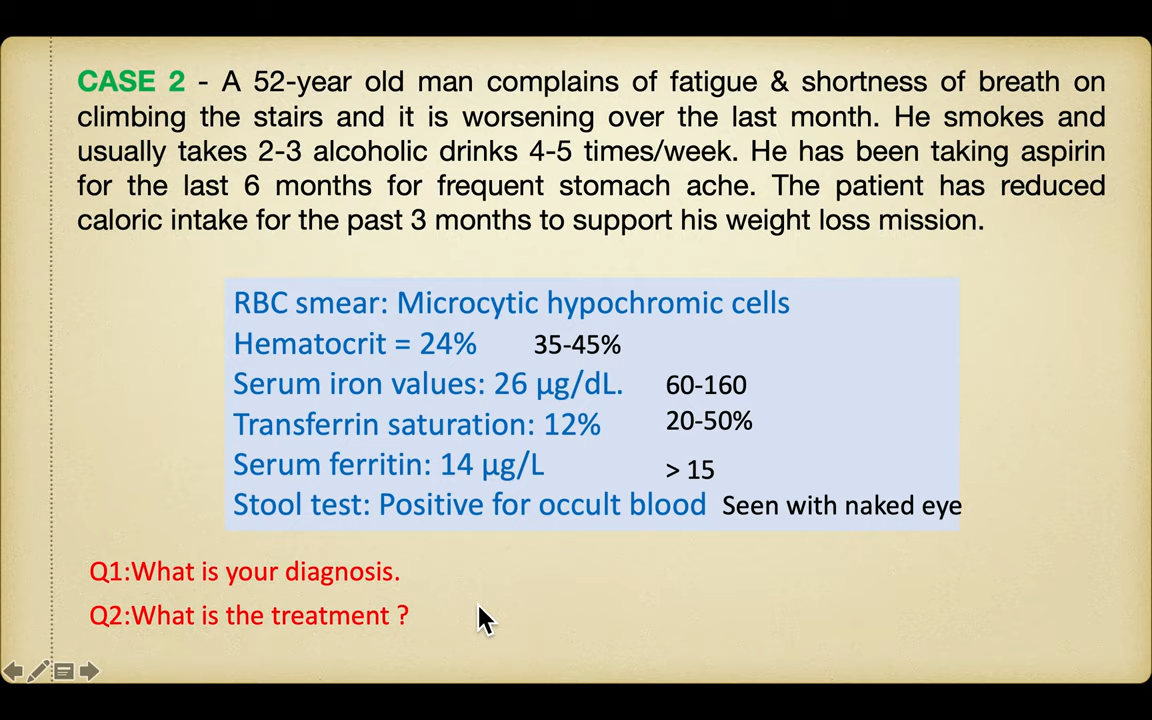 CASE 2 - A 52-year old man complains of fatigue & shortness of breath on
climbing the stairs and it is worsening over the last month. He smokes and
usually takes 2-3 alcoholic drinks 4-5 times/week. He has been taking aspirin
for the last 6 months for frequent stomach ache. The patient has reduced
caloric intake for the past 3 months to support his weight loss mission.
RBC smear: Microcytic hypochromic cells
Hematocrit = 24% 35-45%
Serum iron values: 26 µg/dL. 60-160
Transferrin saturation: 12% 20-50%
Serum ferritin: 14 µg/L > 15
Stool test: Positive for occult blood Seen with naked eye
Q1:What is your diagnosis.
Q2:What is the treatment ?